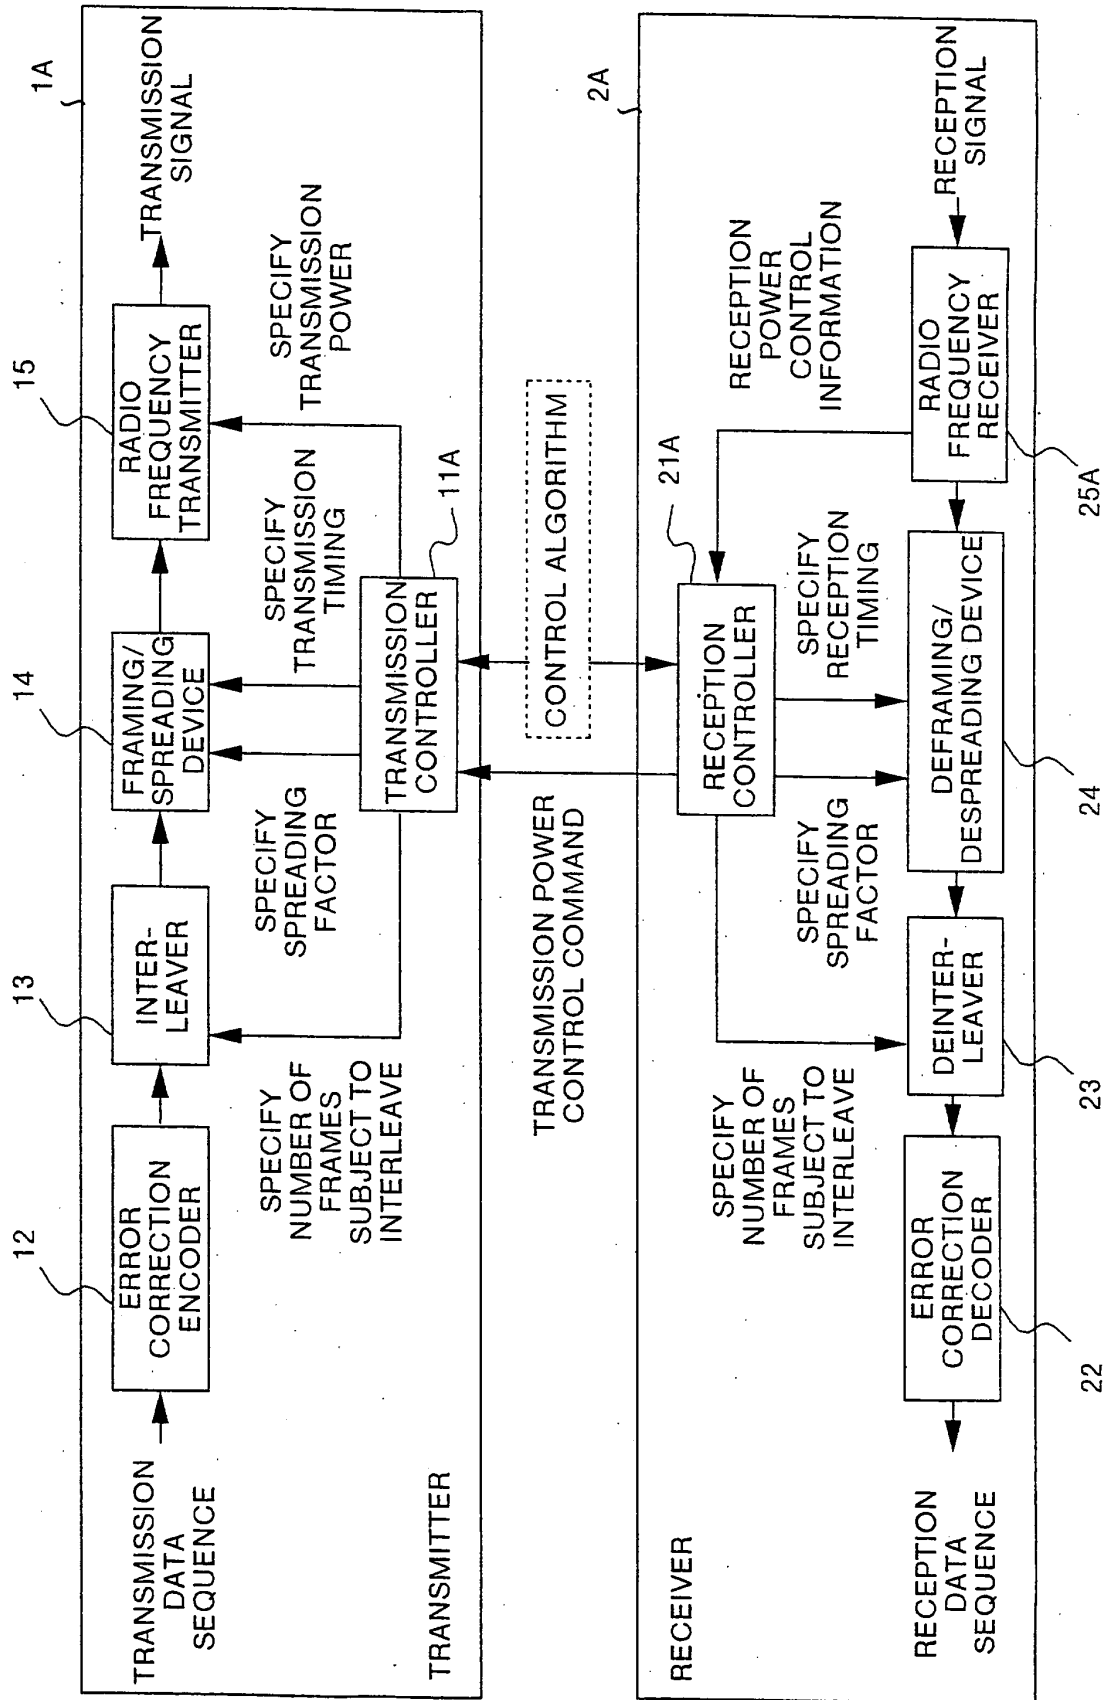 1A
12
13
14
15
TRANSMISSION
DATA
SEQUENCE
ERROR
CORRECTION
ENCODER
INTER-
LEAVER
FRAMING/
SPREADING
DEVICE
RADIO
FREQUENCY
TRANSMITTER
TRANSMISSION
SIGNAL
SPECIFY
NUMBER OF
FRAMES
SUBJECT TO
INTERLEAVE
SPECIFY
SPREADING
FACTOR
SPECIFY
TRANSMISSION
TIMING
SPECIFY
TRANSMISSION
POWER
TRANSMISSION
CONTROLLER
11A
TRANSMITTER
TRANSMISSION POWER
CONTROL COMMAND
CONTROL ALGORITHM
2A
RECEIVER
21A
RECEPTION
CONTROLLER
RECEPTION
POWER
CONTROL
INFORMATION
SPECIFY
NUMBER OF
FRAMES
SUBJECT TO
INTERLEAVE
SPECIFY
SPREADING
FACTOR
SPECIFY
RECEPTION
TIMING
RECEPTION
DATA
SEQUENCE
ERROR
CORRECTION
DECODER
DEINTER-
LEAVER
DEFRAMING/
DESPREADING DEVICE
RADIO
FREQUENCY
RECEIVER
RECEPTION
SIGNAL
22
23
24
25A